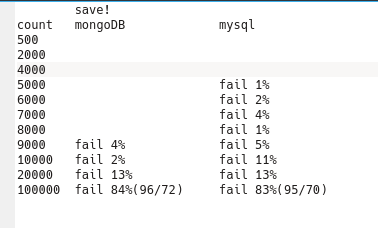 save!
count mongoDB mysql
500
2000
4000
5000 fail 1%
6000 fail 2%
7000 fail 4%
8000 fail 1%
9000 fail 4% fail 5%
10000 fail 2% fail 11%
20000 fail 13% fail 13%
100000 fail 84%(96/72) fail 83%(95/70)